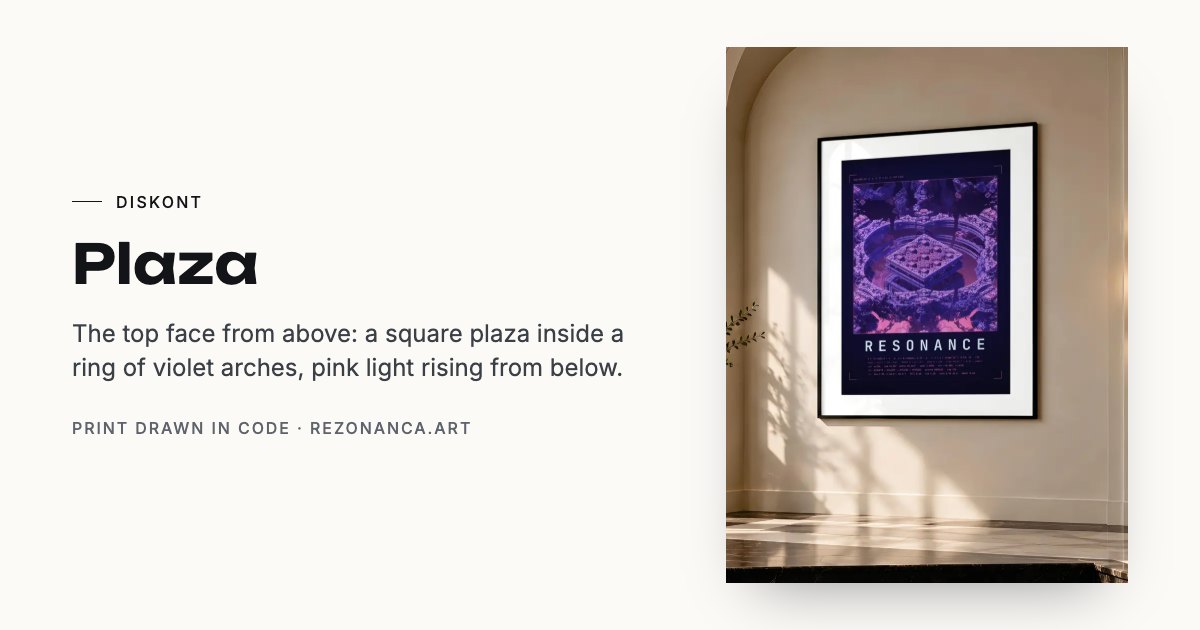 DISKONT
Plaza
The top face from above: a square plaza inside a
ring of violet arches, pink light rising from below.
PRINT DRAWN IN CODE · REZONANCA.ART
RESONANCE